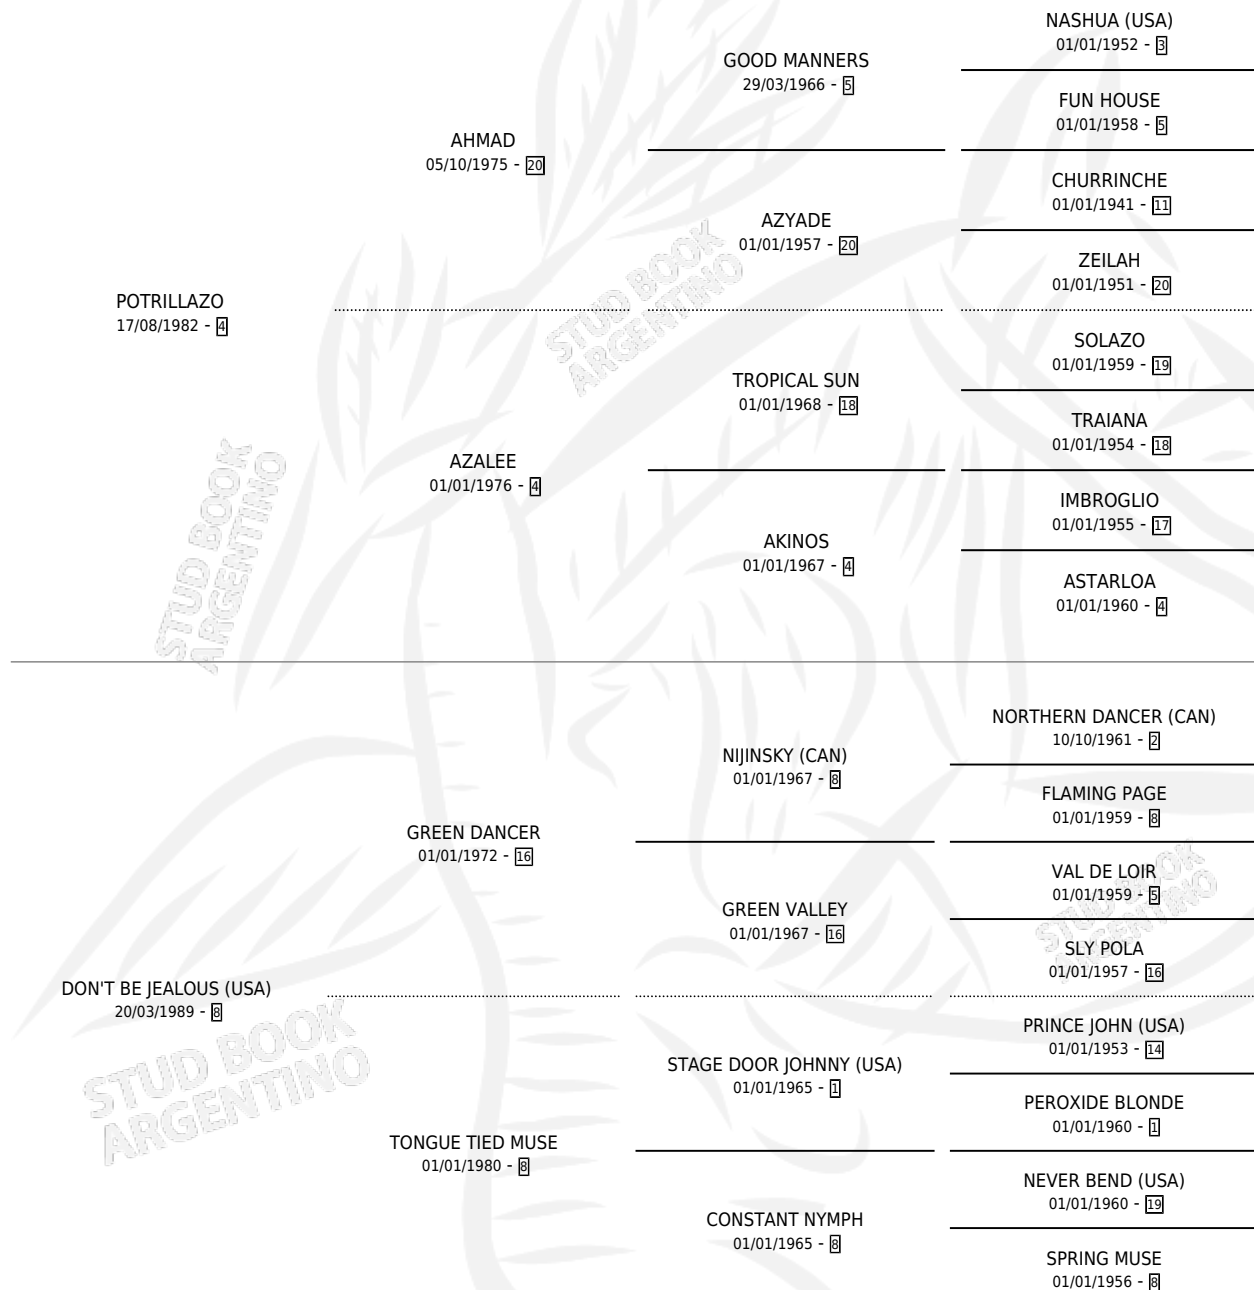 NASHUA (USA)
01/01/1952 - 3
GOOD MANNERS
29/03/1966 - 5
FUN HOUSE
01/01/1958 - 5
AHMAD
05/10/1975 - 20
CHURRINCHE
01/01/1941 - 11
AZYADE
01/01/1957 - 20
ZEILAH
01/01/1951 - 20
POTRILLAZO
17/08/1982 - 4
SOLAZO
01/01/1959 - 19
TROPICAL SUN
01/01/1968 - 18
TRAIANA
01/01/1954 - 18
AZALEE
01/01/1976 - 4
IMBROGLIO
01/01/1955 - 17
AKINOS
01/01/1967 - 4
ASTARLOA
01/01/1960 - 4
STUD BOOK
ARGENTINO
STUD BOOK
ARGENTINO
NORTHERN DANCER (CAN)
10/10/1961 - 2
NIJINSKY (CAN)
01/01/1967 - 8
FLAMING PAGE
01/01/1959 - 8
GREEN DANCER
01/01/1972 - 16
VAL DE LOIR
01/01/1959 - 5
GREEN VALLEY
01/01/1967 - 16
SLY POLA
01/01/1957 - 16
DON'T BE JEALOUS (USA)
20/03/1989 - 8
PRINCE JOHN (USA)
01/01/1953 - 14
STAGE DOOR JOHNNY (USA)
01/01/1965 - 1
PEROXIDE BLONDE
01/01/1960 - 1
TONGUE TIED MUSE
01/01/1980 - 8
NEVER BEND (USA)
01/01/1960 - 19
CONSTANT NYMPH
01/01/1965 - 8
SPRING MUSE
01/01/1956 - 8
STUD BOOK
ARGENTINO
STUD BOOK
ARGENTINO